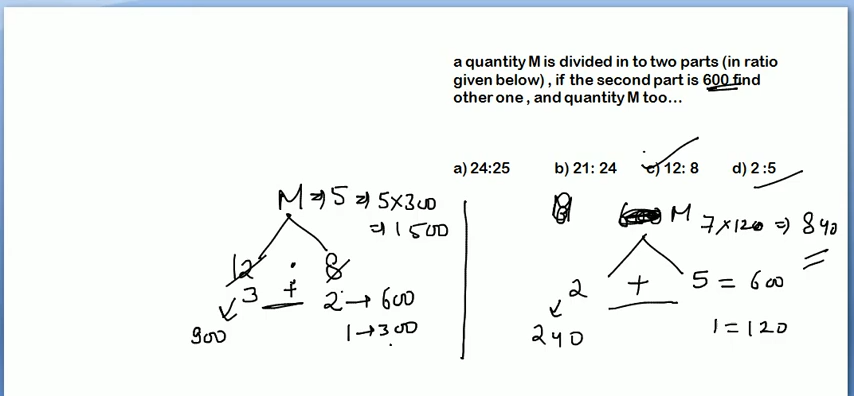 a quantity M is divided in to two parts (in ratio
given below) , if the second part is 600 find
other one , and quantity M too...
a) 24:25 b) 21: 24 c) 12: 8 d) 2 :5
M ⇒ 5 ⇒ 5×300
⇒ 1500
12 : 8
3 + 2 → 600
900 1 → 300
M 7×120 ⇒ 840
2 + 5 = 600
240 1 = 120